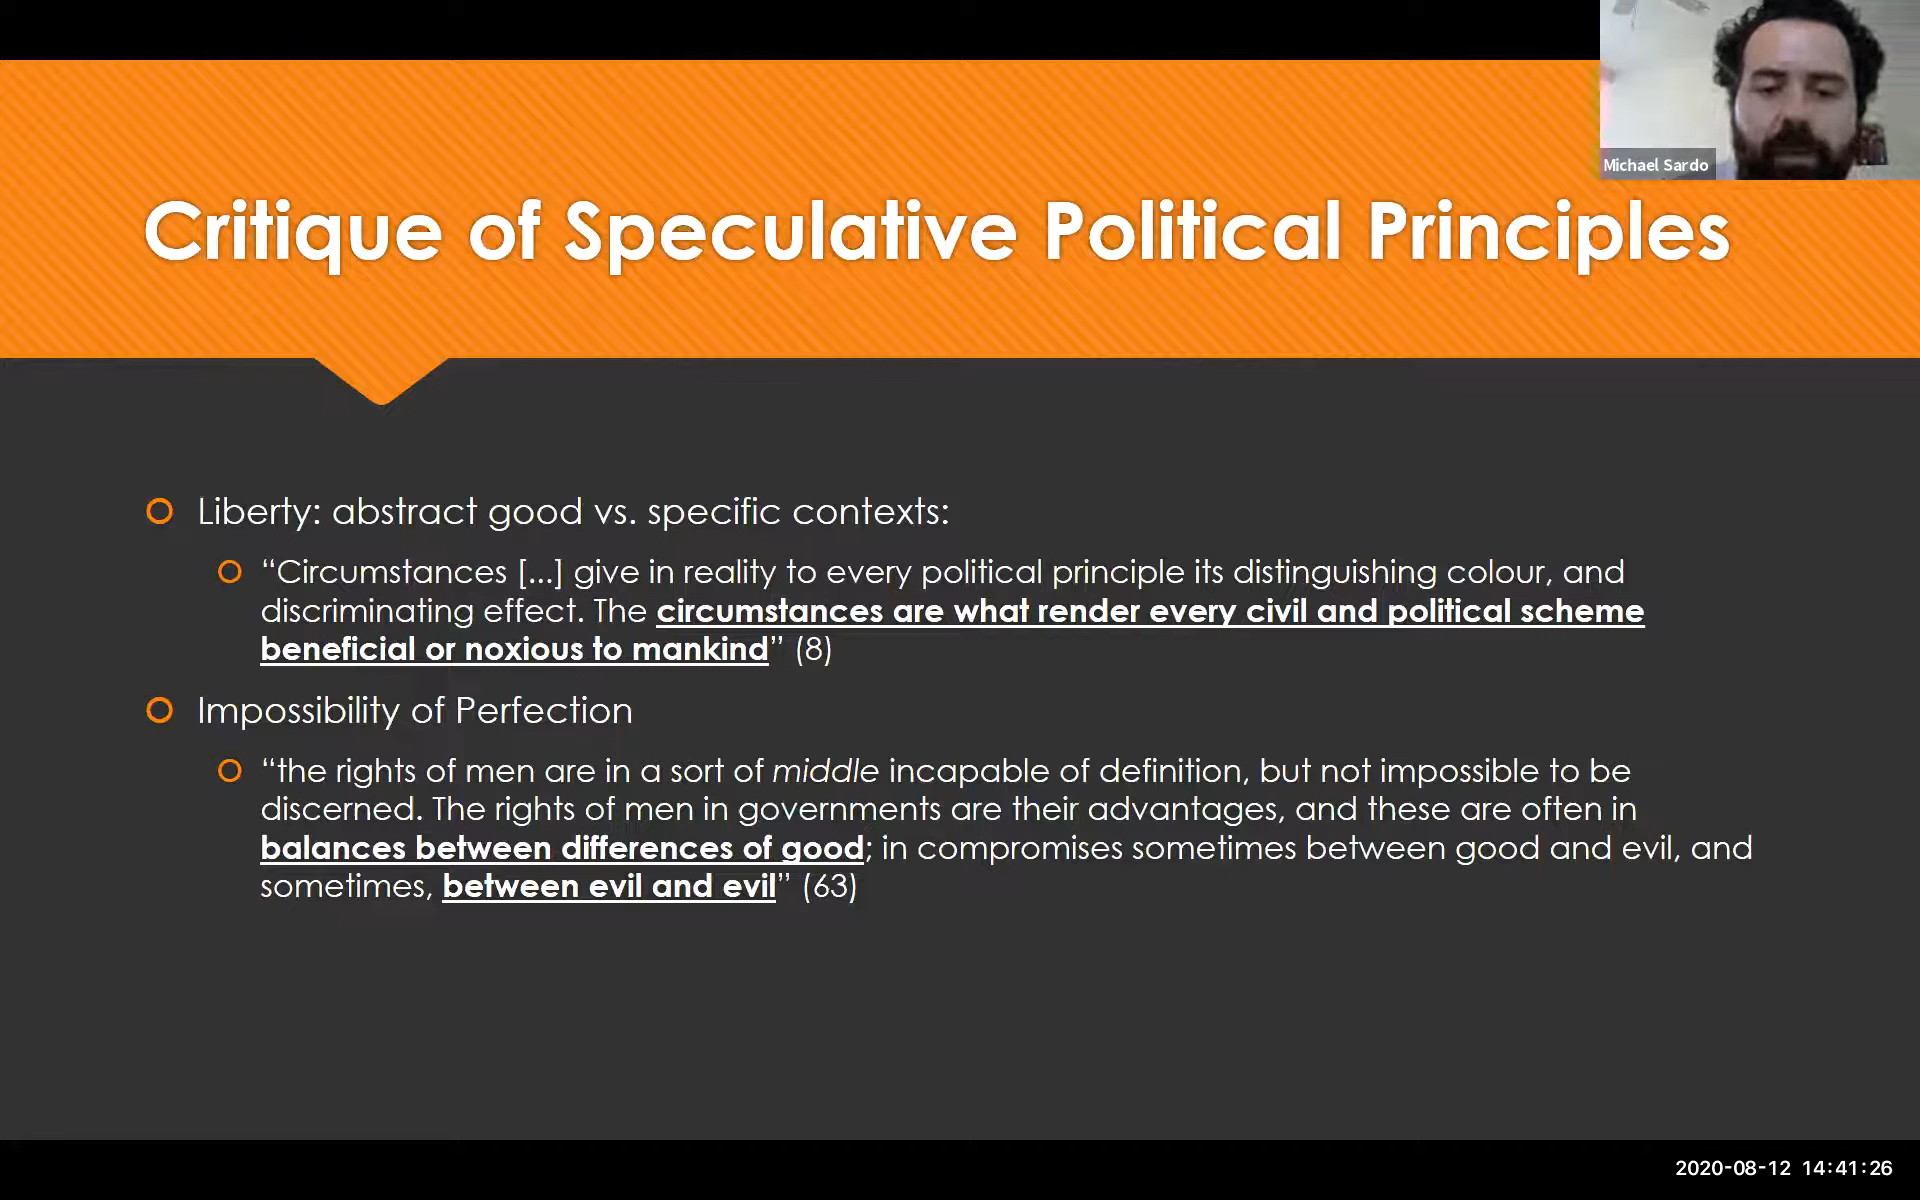 Michael Sardo
Critique of Speculative Political Principles
Liberty: abstract good vs. specific contexts:
“Circumstances [...] give in reality to every political principle its distinguishing colour, and
discriminating effect. The circumstances are what render every civil and political scheme
beneficial or noxious to mankind” (8)
Impossibility of Perfection
“the rights of men are in a sort of middle incapable of definition, but not impossible to be
discerned. The rights of men in governments are their advantages, and these are often in
balances between differences of good; in compromises sometimes between good and evil, and
sometimes, between evil and evil” (63)
2020-08-12 14:41:26